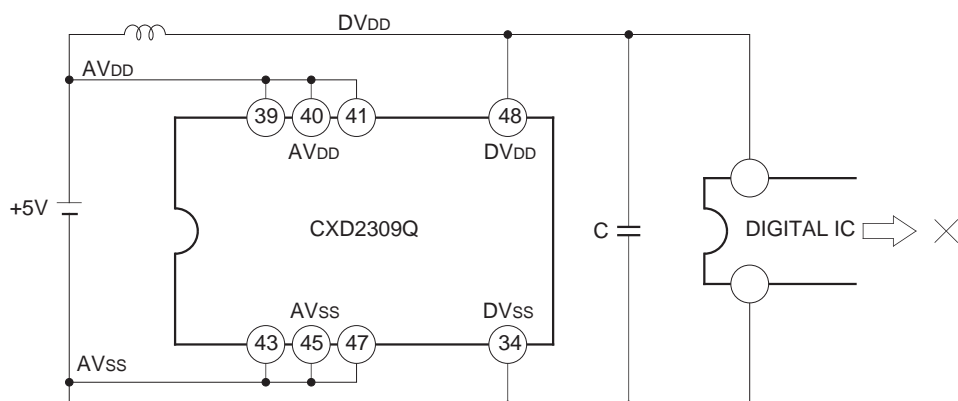 DVDD
AVDD
39 40 41 48
AVDD DVDD
+5V
CXD2309Q
C
DIGITAL IC
AVSS DVSS
43 45 47 34
AVSS